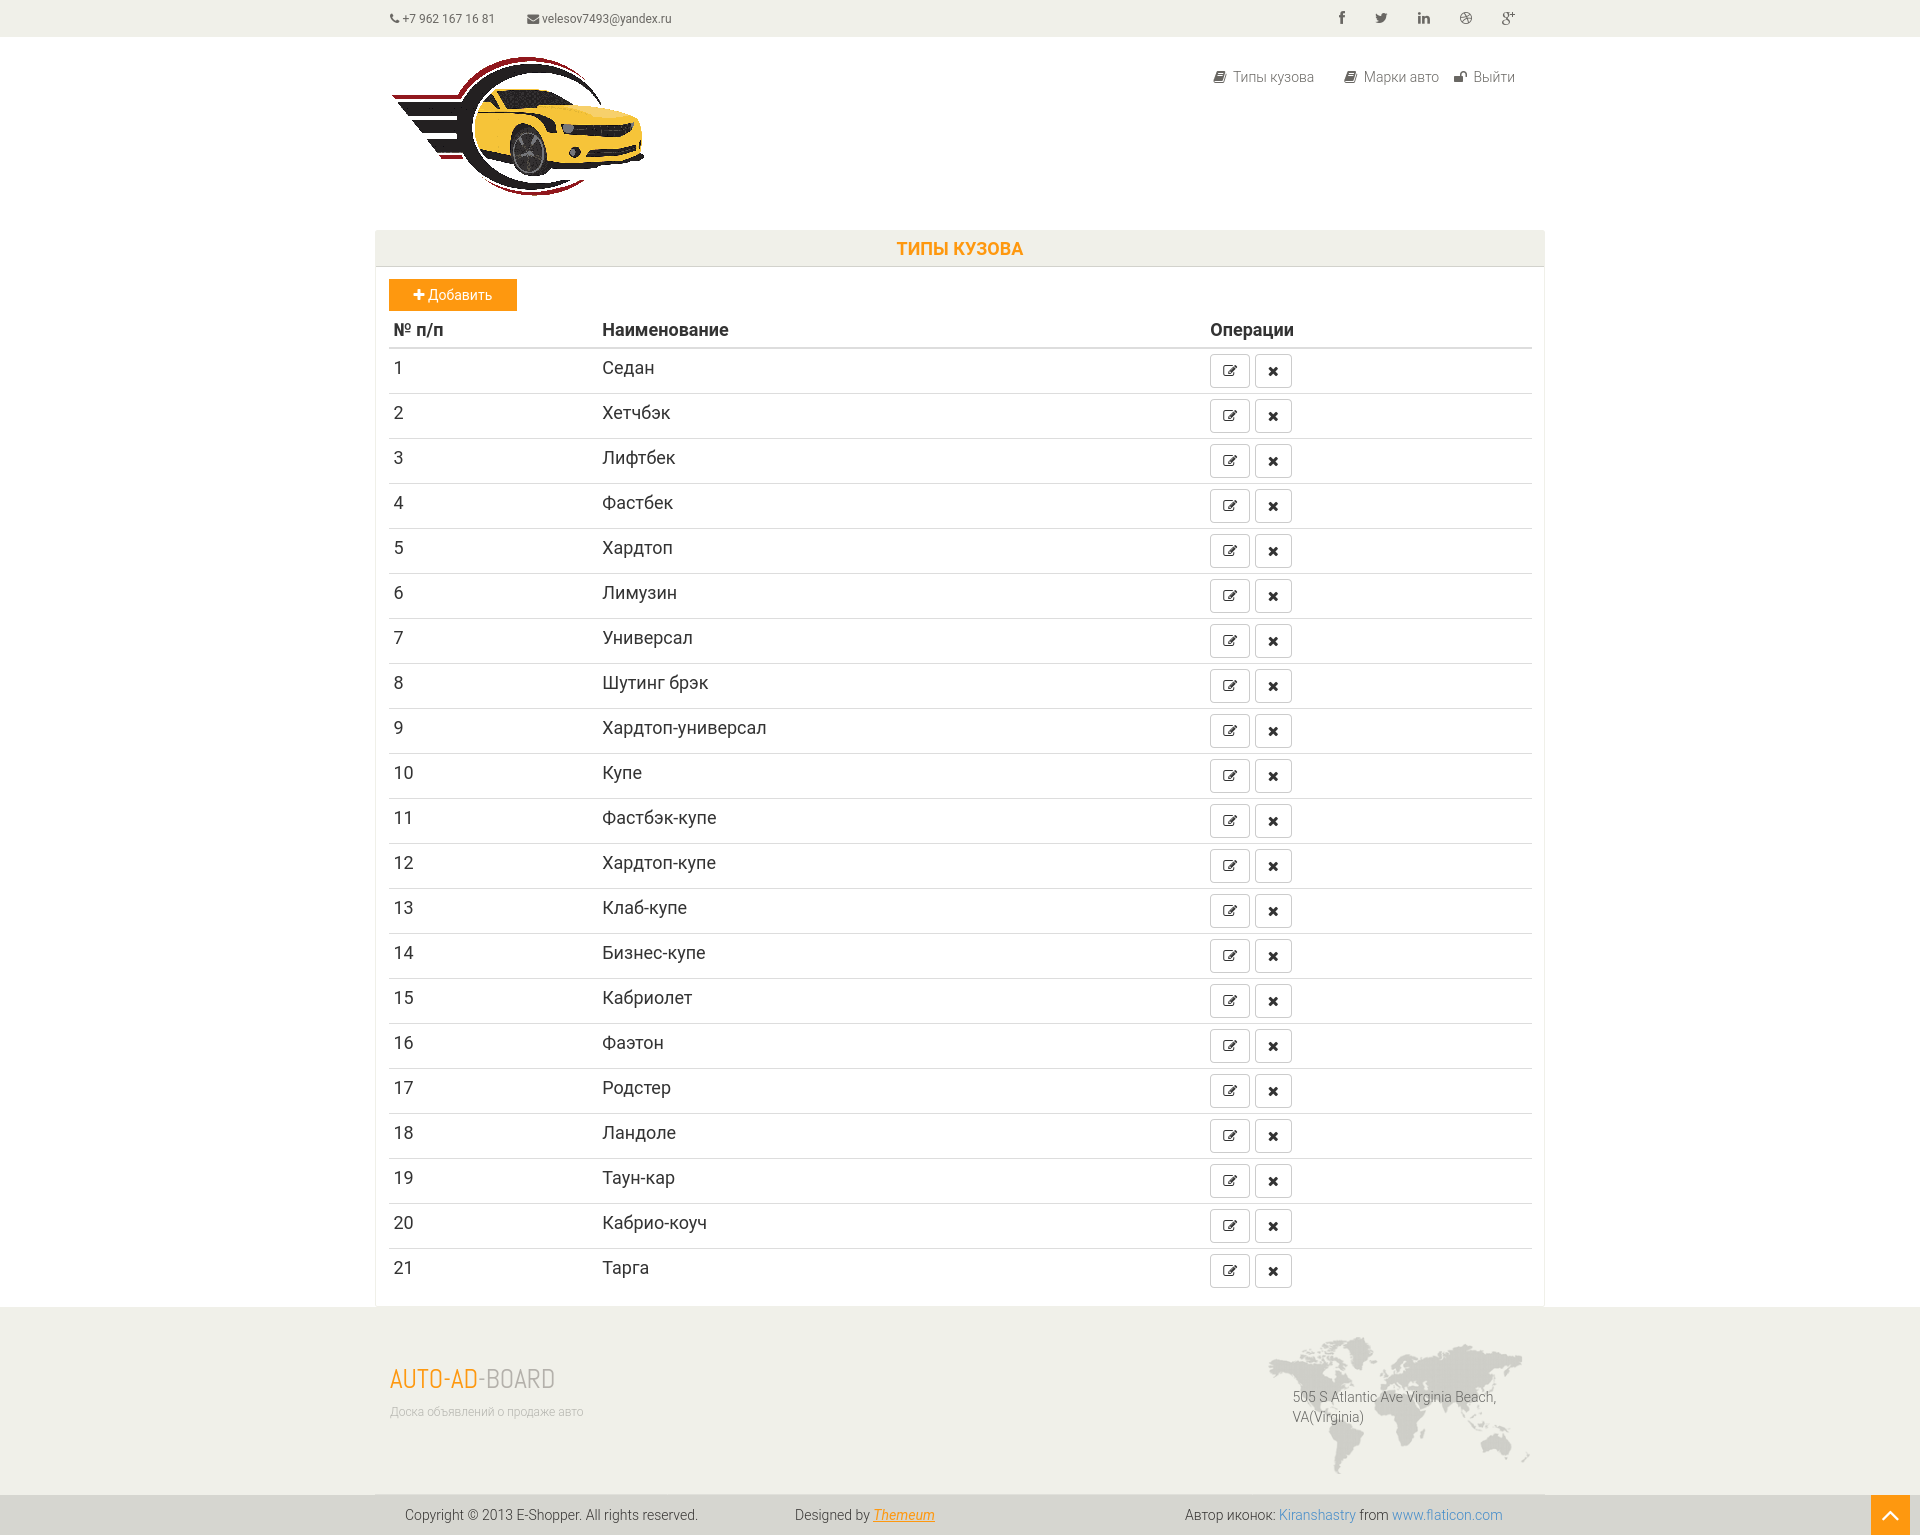 +7 962 167 16 81 velesov7493@yandex.ru
Типы кузова Марки авто Выйти
ТИПЫ КУЗОВА
Добавить
№ п/п Наименование Операции
1 Седан
2 Хетчбэк
3 Лифтбек
4 Фастбек
5 Хардтоп
6 Лимузин
7 Универсал
8 Шутинг брэк
9 Хардтоп-универсал
10 Купе
11 Фастбэк-купе
12 Хардтоп-купе
13 Клаб-купе
14 Бизнес-купе
15 Кабриолет
16 Фаэтон
17 Родстер
18 Ландоле
19 Таун-кар
20 Кабрио-коуч
21 Тарга
AUTO-AD-BOARD
Доска объявлений о продаже авто
505 S Atlantic Ave Virginia Beach,
VA(Virginia)
Copyright © 2013 E-Shopper. All rights reserved. Designed by Themeum Автор иконок: Kiranshastry from www.flaticon.com